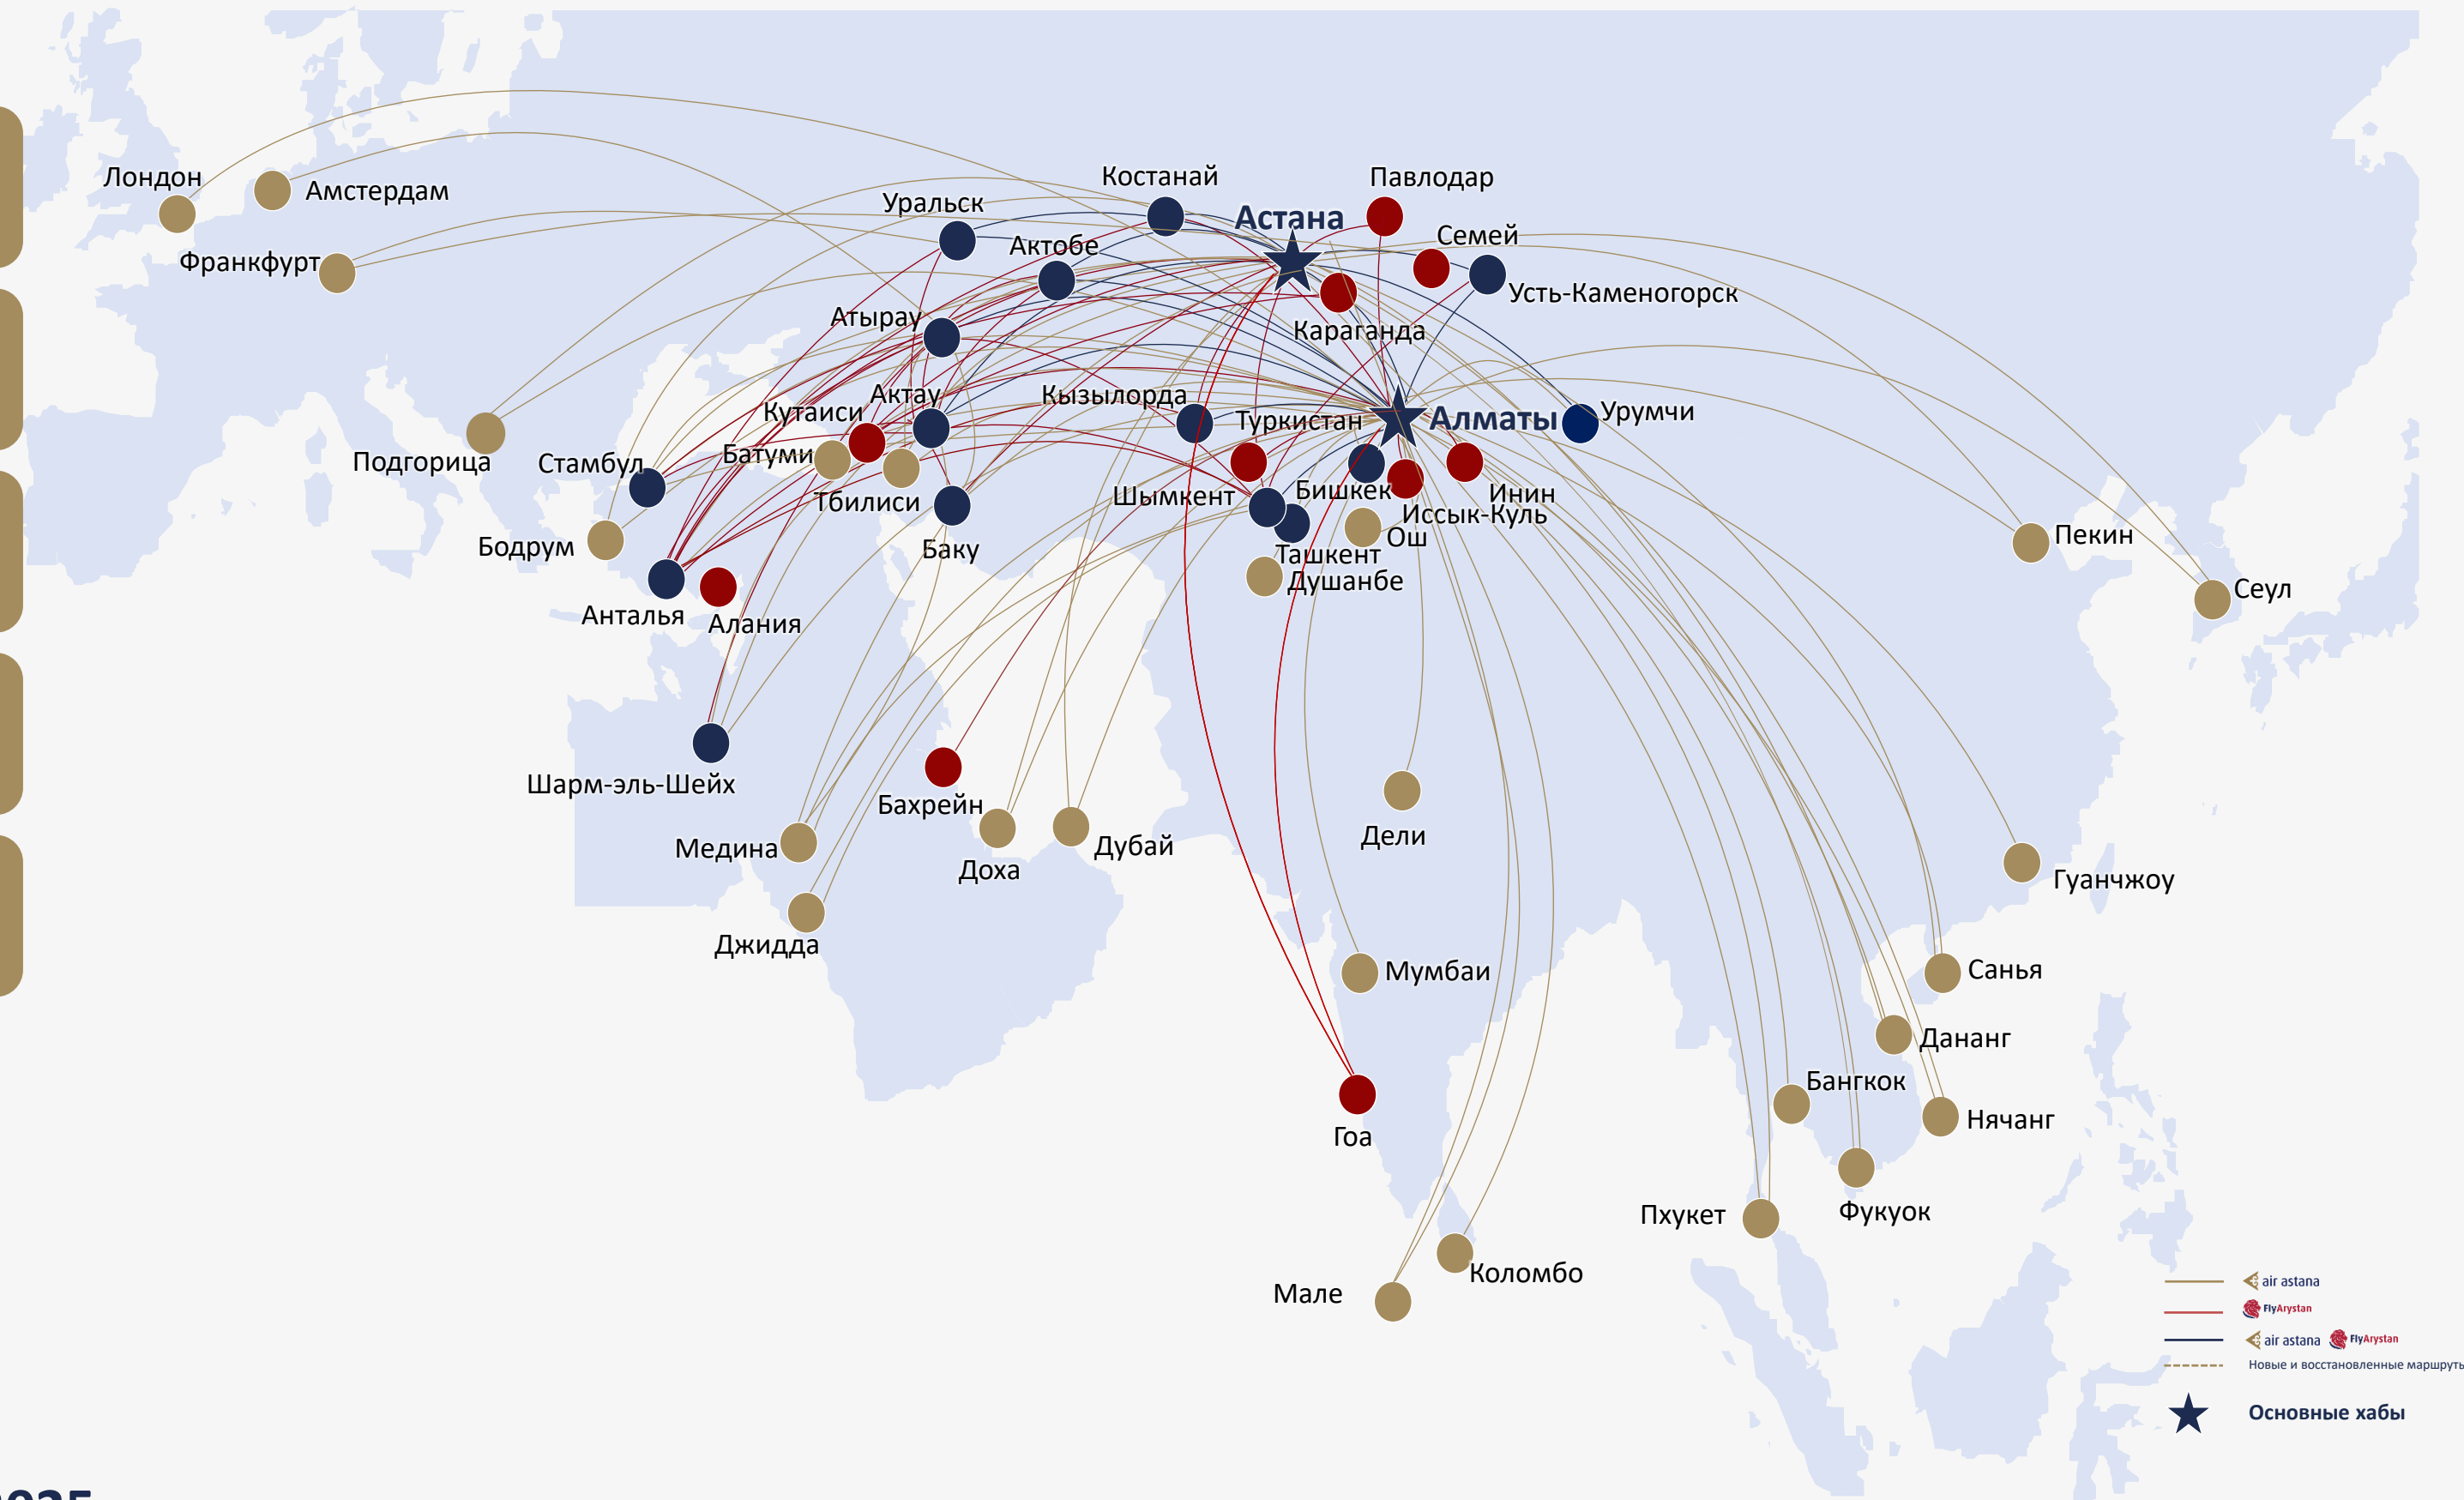 Лондон
Амстердам
Франкфурт
Подгорица
Стамбул
Бодрум
Анталья
Алания
Шарм-эль-Шейх
Медина
Джидда
Бахрейн
Доха
Дубай
Уральск
Костанай
Актобе
Атырау
Актау
Кутаиси
Батуми
Тбилиси
Баку
Астана
Павлодар
Семей
Усть-Каменогорск
Караганда
Кызылорда
Туркистан
Алматы
Урумчи
Шымкент
Бишкек
Инин
Иссык-Куль
Ош
Ташкент
Душанбе
Пекин
Сеул
Дели
Мумбаи
Гоа
Мале
Коломбо
Гуанчжоу
Санья
Дананг
Бангкок
Нячанг
Фукуок
Пхукет
air astana
FlyArystan
air astana FlyArystan
Новые и восстановленные маршруты
Основные хабы